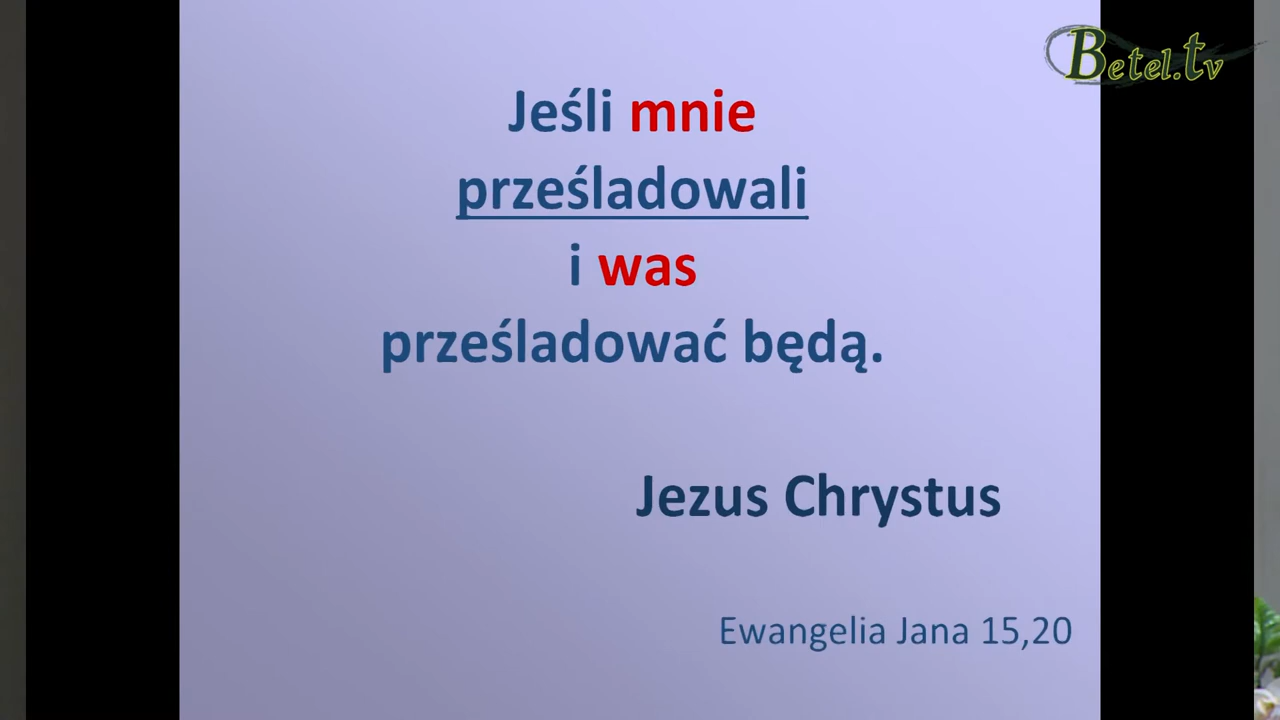 Betel.tv
Jeśli mnie
prześladowali
i was
prześladować będą.
Jezus Chrystus
Ewangelia Jana 15,20